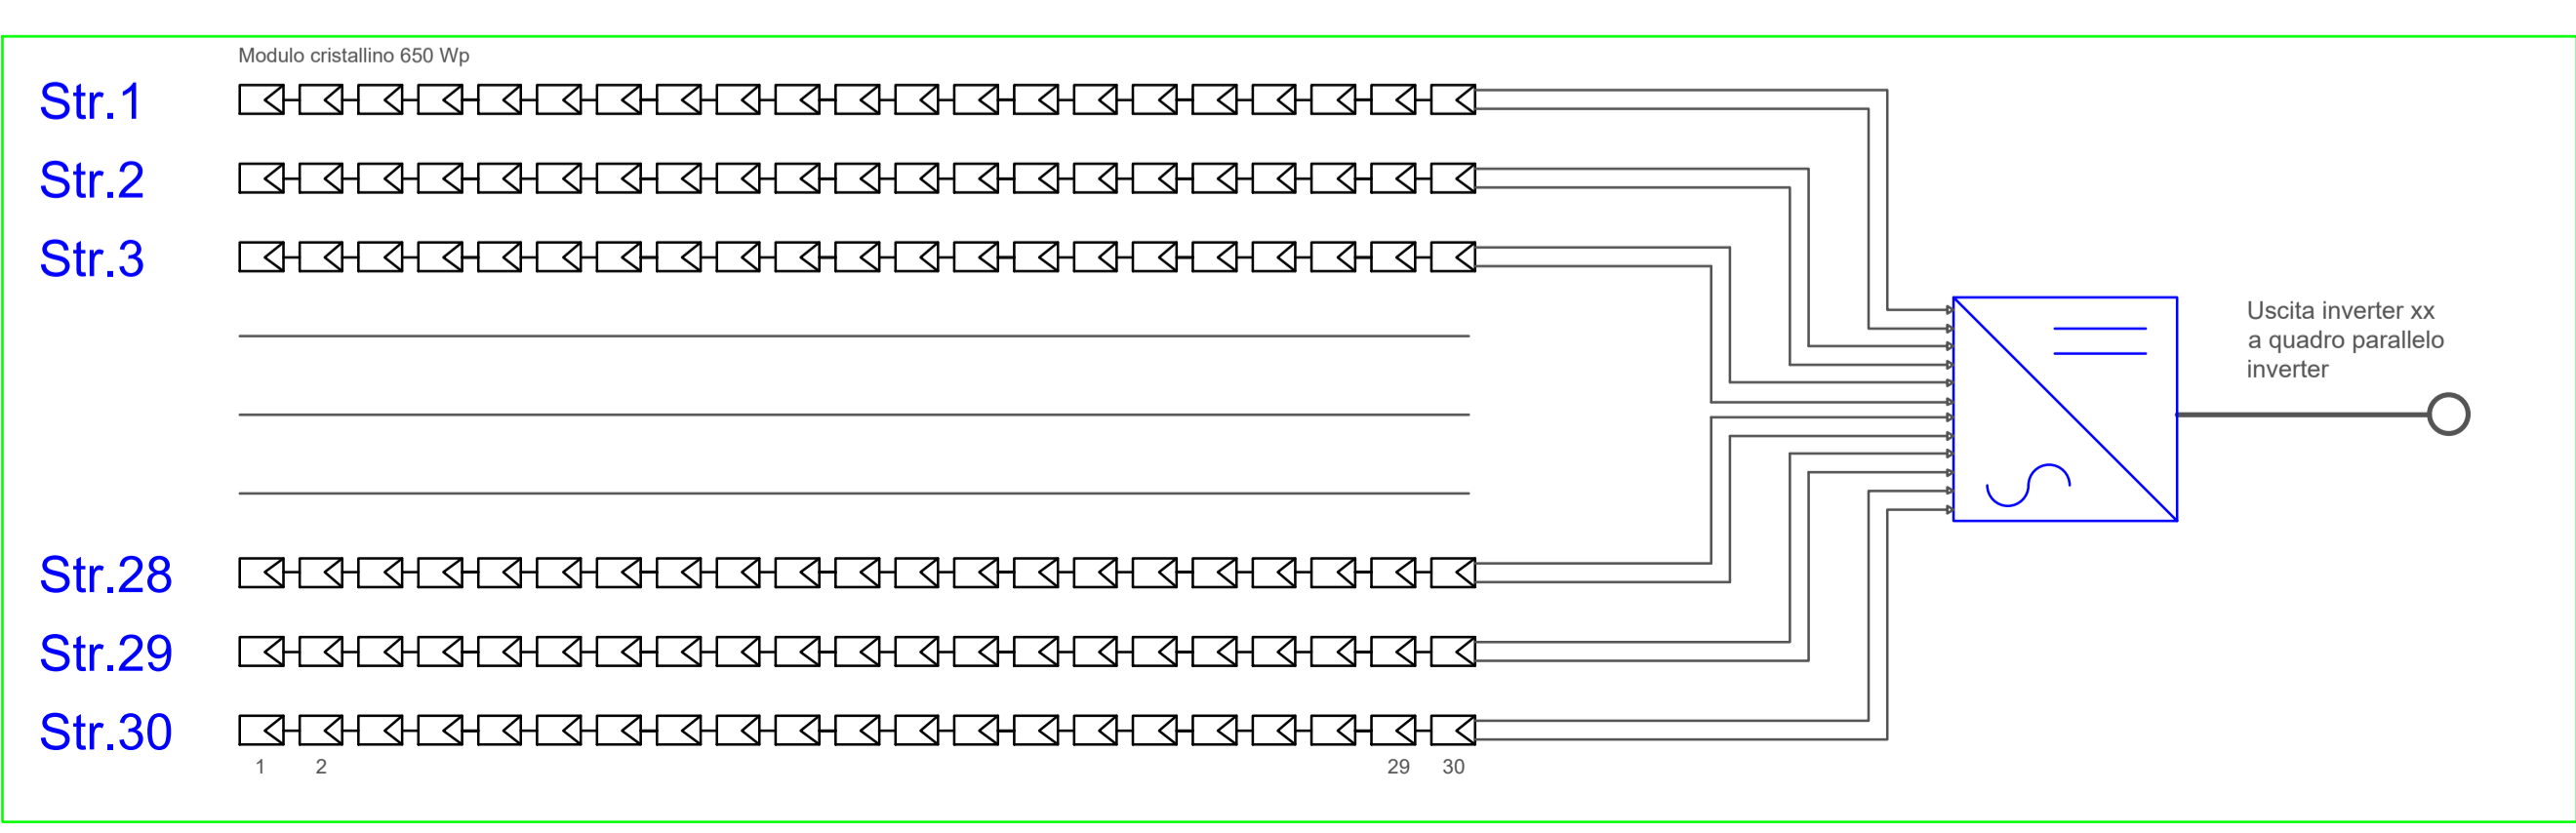 Modulo cristallino 650 Wp
Str.1
Str.2
Str.3
Uscita inverter xx
a quadro parallelo
inverter
Str.28
Str.29
Str.30
1 2 29 30